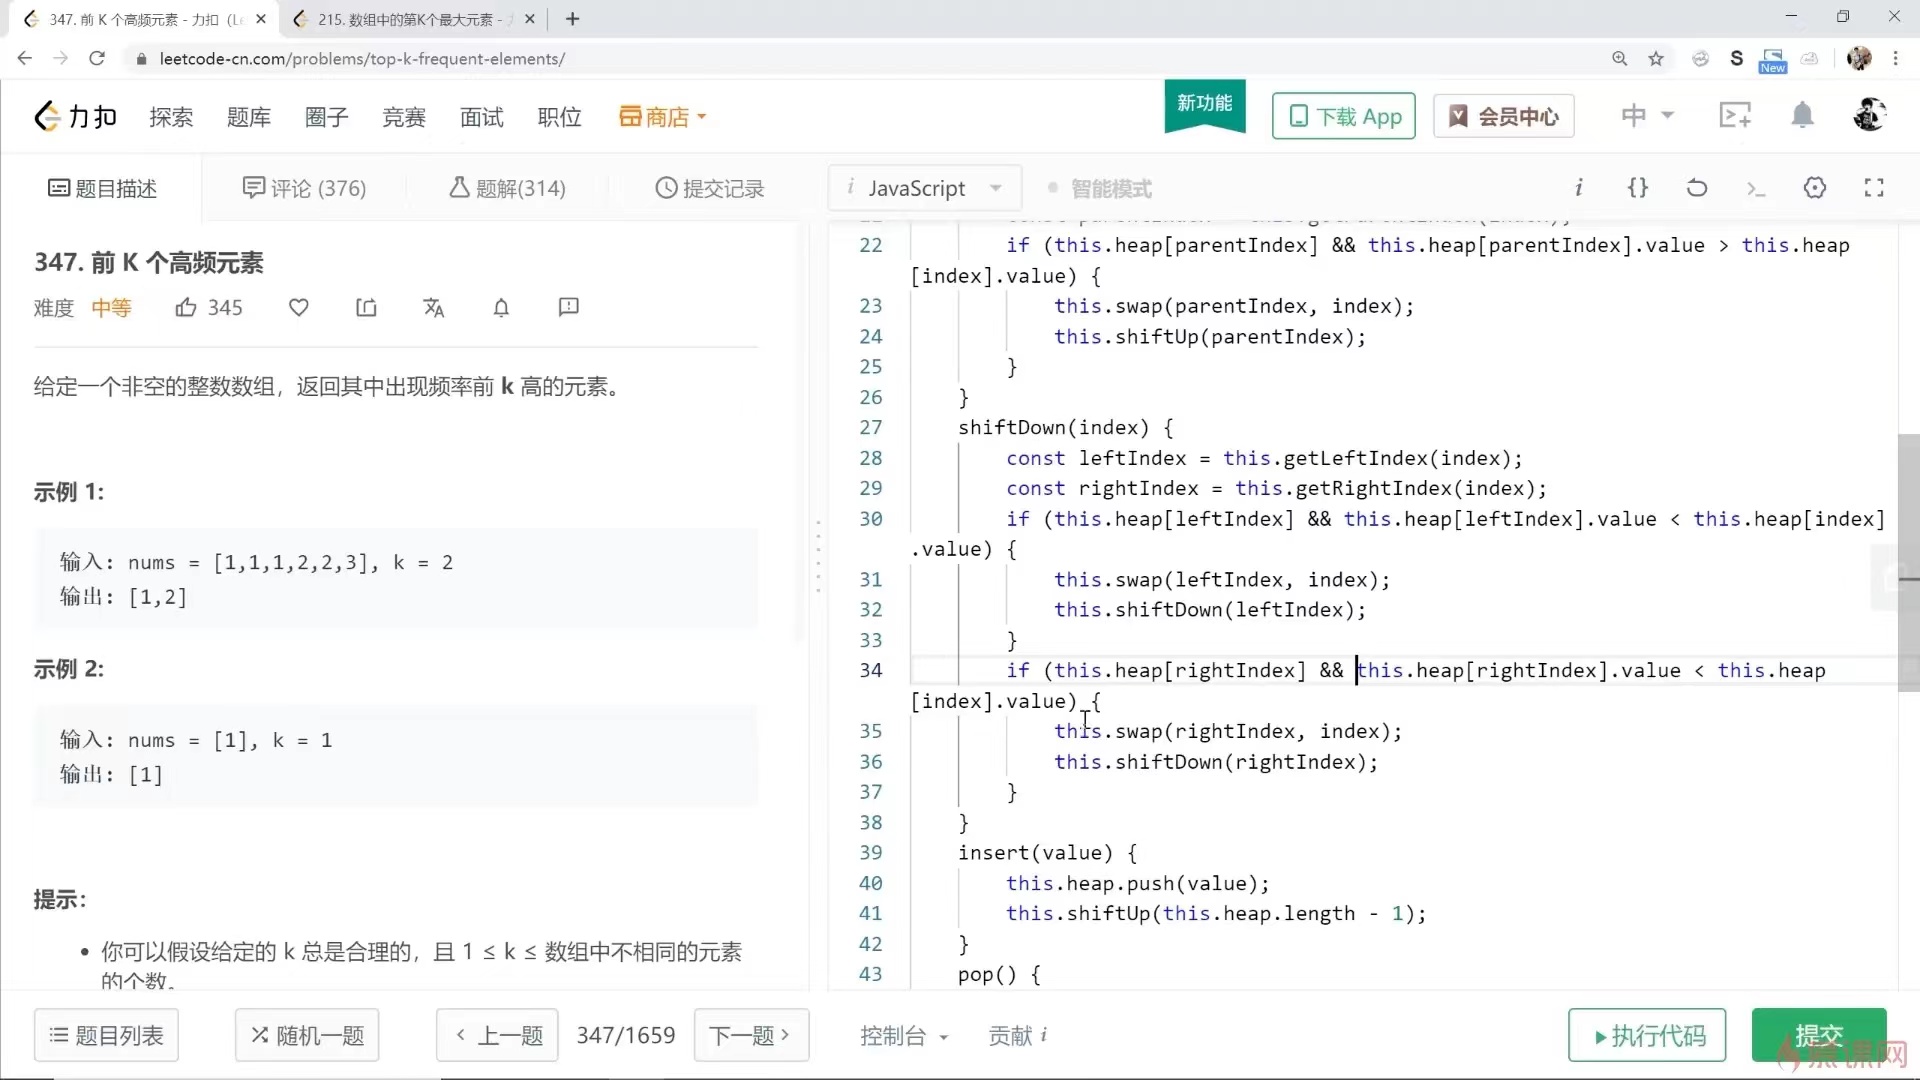 347. 前 K 个高频元素 - 力扣 (Le
215. 数组中的第K个最大元素 -
leetcode-cn.com/problems/top-k-frequent-elements/
S
New
力扣
探索
题库
圈子
竞赛
面试
职位
商店
新功能
下载 App
会员中心
中
题目描述
评论 (376)
题解(314)
提交记录
i JavaScript
智能模式
347. 前 K 个高频元素
难度 中等 345
给定一个非空的整数数组，返回其中出现频率前 k 高的元素。
示例 1:
输入: nums = [1,1,1,2,2,3], k = 2
输出: [1,2]
示例 2:
输入: nums = [1], k = 1
输出: [1]
提示：
• 你可以假设给定的 k 总是合理的，且 1 ≤ k ≤ 数组中不相同的元素
的个数。
22 if (this.heap[parentIndex] && this.heap[parentIndex].value > this.heap
[index].value) {
23 this.swap(parentIndex, index);
24 this.shiftUp(parentIndex);
25 }
26 }
27 shiftDown(index) {
28 const leftIndex = this.getLeftIndex(index);
29 const rightIndex = this.getRightIndex(index);
30 if (this.heap[leftIndex] && this.heap[leftIndex].value < this.heap[index]
.value) {
31 this.swap(leftIndex, index);
32 this.shiftDown(leftIndex);
33 }
34 if (this.heap[rightIndex] && this.heap[rightIndex].value < this.heap
[index].value) {
35 this.swap(rightIndex, index);
36 this.shiftDown(rightIndex);
37 }
38 }
39 insert(value) {
40 this.heap.push(value);
41 this.shiftUp(this.heap.length - 1);
42 }
43 pop() {
题目列表
随机一题
上一题
347/1659
下一题
控制台
贡献 i
执行代码
提交
慕课网